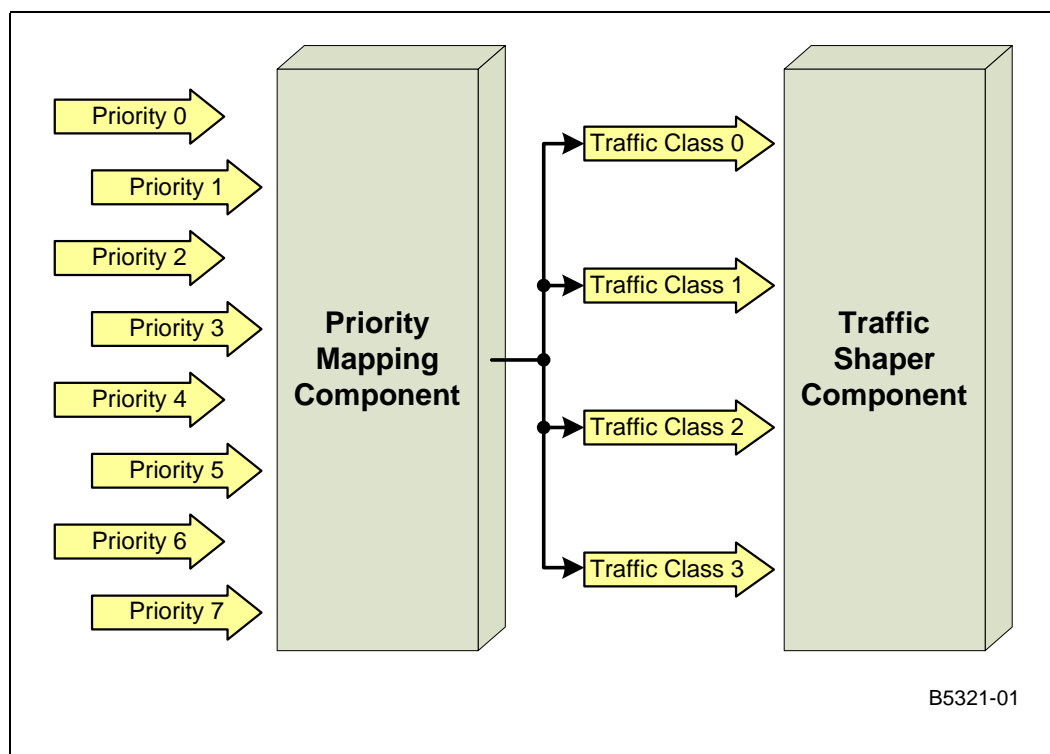 Priority 0
Priority 1
Priority 2
Priority 3
Priority 4
Priority 5
Priority 6
Priority 7
Priority
Mapping
Component
Traffic Class 0
Traffic Class 1
Traffic Class 2
Traffic Class 3
Traffic
Shaper
Component
B5321-01